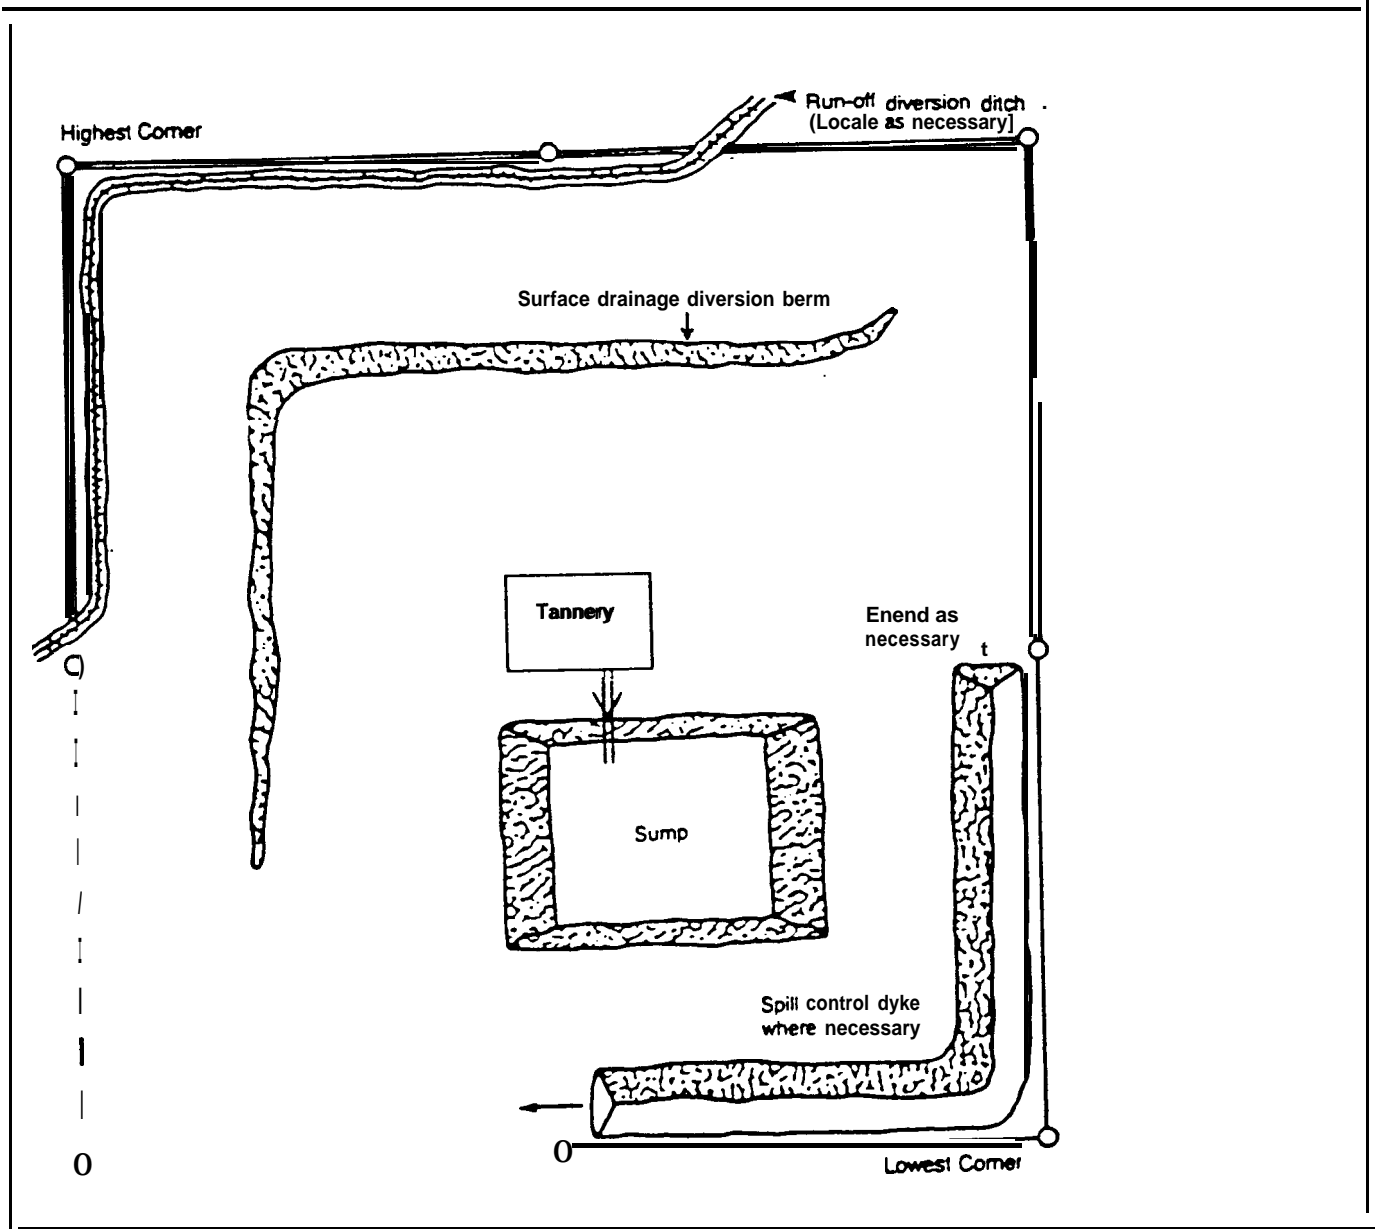 Run-off diversion ditch
(Locale as necessary]
Highest Corner
Surface drainage diversion berm
Tannery
Enend as
necessary
t
Sump
Spill control dyke
where necessary
Lowest Corner